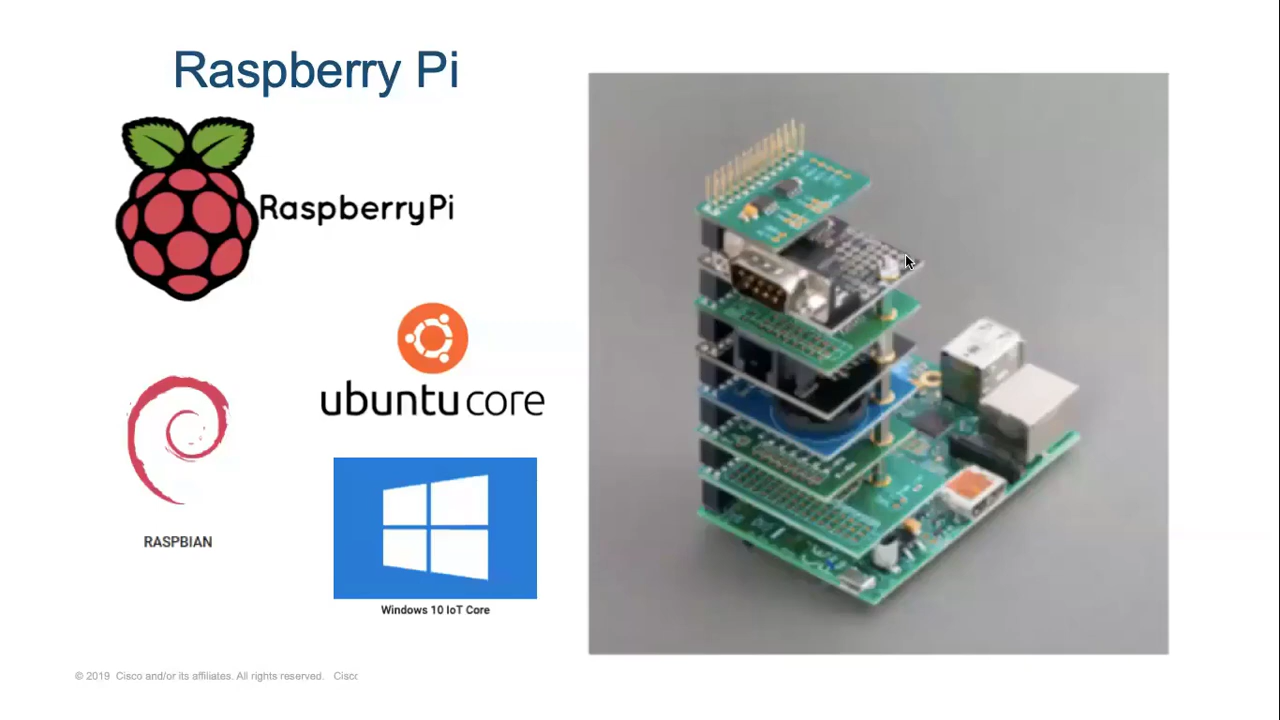 Raspberry Pi
RaspberryPi
ubuntu core
RASPBIAN
Windows 10 IoT Core
© 2019 Cisco and/or its affiliates. All rights reserved. Cisc